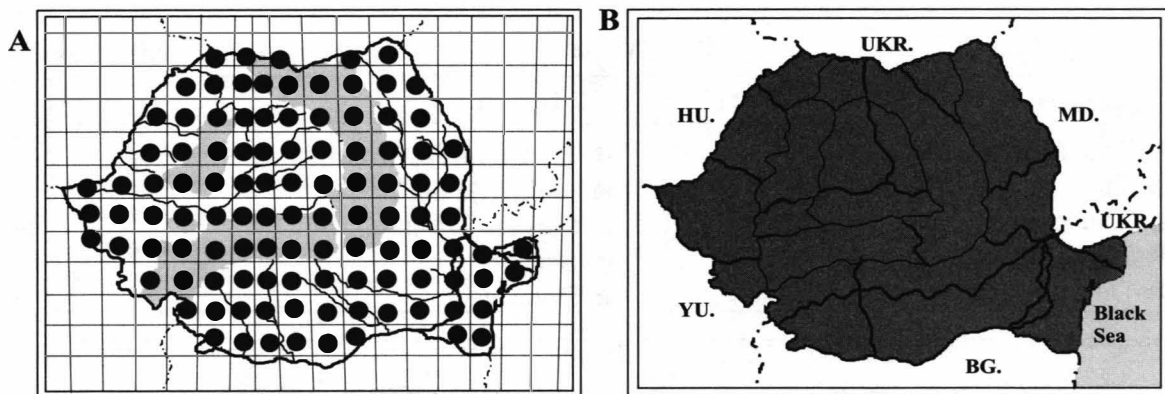 A
B
UKR.
HU.
MD.
UKR.
YU.
Black
Sea
BG.